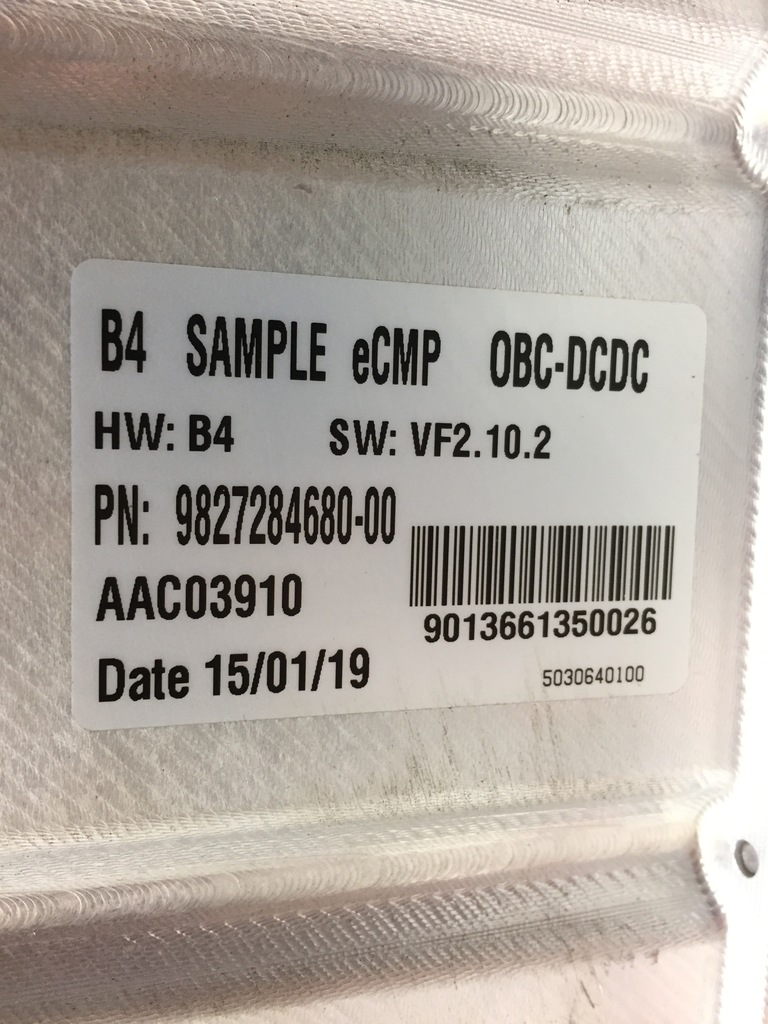 B4 SAMPLE eCMP OBC-DCDC
HW: B4 SW: VF2.10.2
PN: 9827284680-00
AAC03910
9013661350026
Date 15/01/19
5030640100